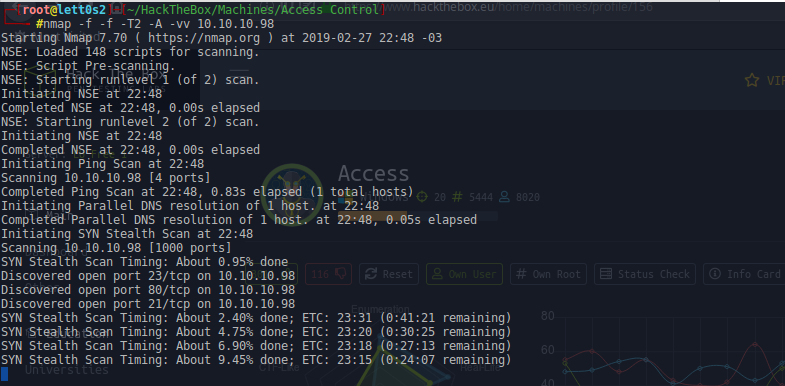 [root@lett0s2]-[~/HackTheBox/Machines/Access Control]
#nmap -f -f -T2 -A -vv 10.10.10.98
Starting Nmap 7.70 ( https://nmap.org ) at 2019-02-27 22:48 -03
NSE: Loaded 148 scripts for scanning.
NSE: Script Pre-scanning.
NSE: Starting runlevel 1 (of 2) scan.
Initiating NSE at 22:48
Completed NSE at 22:48, 0.00s elapsed
NSE: Starting runlevel 2 (of 2) scan.
Initiating NSE at 22:48
Completed NSE at 22:48, 0.00s elapsed
Initiating Ping Scan at 22:48
Scanning 10.10.10.98 [4 ports]
Completed Ping Scan at 22:48, 0.83s elapsed (1 total hosts)
Initiating Parallel DNS resolution of 1 host. at 22:48
Completed Parallel DNS resolution of 1 host. at 22:48, 0.05s elapsed
Initiating SYN Stealth Scan at 22:48
Scanning 10.10.10.98 [1000 ports]
SYN Stealth Scan Timing: About 0.95% done
Discovered open port 23/tcp on 10.10.10.98
Discovered open port 80/tcp on 10.10.10.98
Discovered open port 21/tcp on 10.10.10.98
SYN Stealth Scan Timing: About 2.40% done; ETC: 23:31 (0:41:21 remaining)
SYN Stealth Scan Timing: About 4.75% done; ETC: 23:20 (0:30:25 remaining)
SYN Stealth Scan Timing: About 6.90% done; ETC: 23:18 (0:27:13 remaining)
SYN Stealth Scan Timing: About 9.45% done; ETC: 23:15 (0:24:07 remaining)
www.hackthebox.eu/home/machines/profile/156
Hack The Box
VIP
Access
Windows 20 5444 8020
116 Reset Own User Own Root Status Check Info Card
Enumeration
CTF-Like
Education
Universities
80
60
40